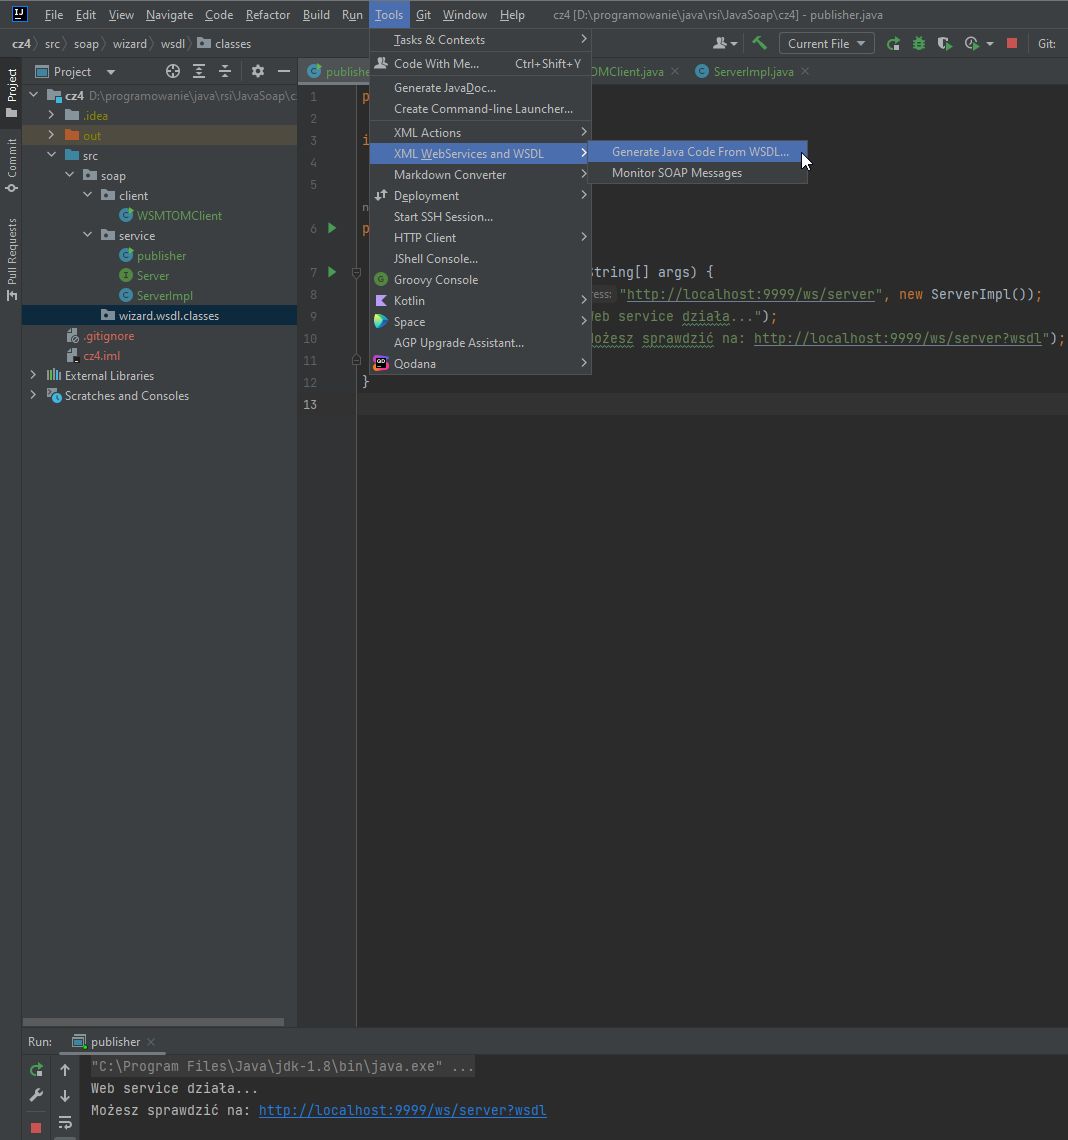 File Edit View Navigate Code Refactor Build Run Tools Git Window Help cz4 [D:\programowanie\java\rsi\JavaSoap\cz4] - publisher.java
cz4 src soap wizard wsdl classes
Current File Git:
Project
publishe
OMClient.java
ServerImpl.java
Tasks & Contexts
Code With Me... Ctrl+Shift+Y
Generate JavaDoc...
Create Command-line Launcher...
XML Actions
XML WebServices and WSDL
Generate Java Code From WSDL...
Monitor SOAP Messages
Markdown Converter
Deployment
Start SSH Session...
HTTP Client
JShell Console...
Groovy Console
Kotlin
Space
AGP Upgrade Assistant...
Qodana
Project
Commit
Pull Requests
cz4 D:\programowanie\java\rsi\JavaSoap\c
.idea
out
src
soap
client
WSMTOMClient
service
publisher
Server
ServerImpl
wizard.wsdl.classes
.gitignore
cz4.iml
External Libraries
Scratches and Consoles
1 p
2
3 i
4
5
n
6 p
7 String[] args) {
8 ress: "http://localhost:9999/ws/server", new ServerImpl());
9 Web service działa...");
10 Możesz sprawdzić na: http://localhost:9999/ws/server?wsdl");
11
12 }
13
Run: publisher
"C:\Program Files\Java\jdk-1.8\bin\java.exe" ...
Web service działa...
Możesz sprawdzić na: http://localhost:9999/ws/server?wsdl